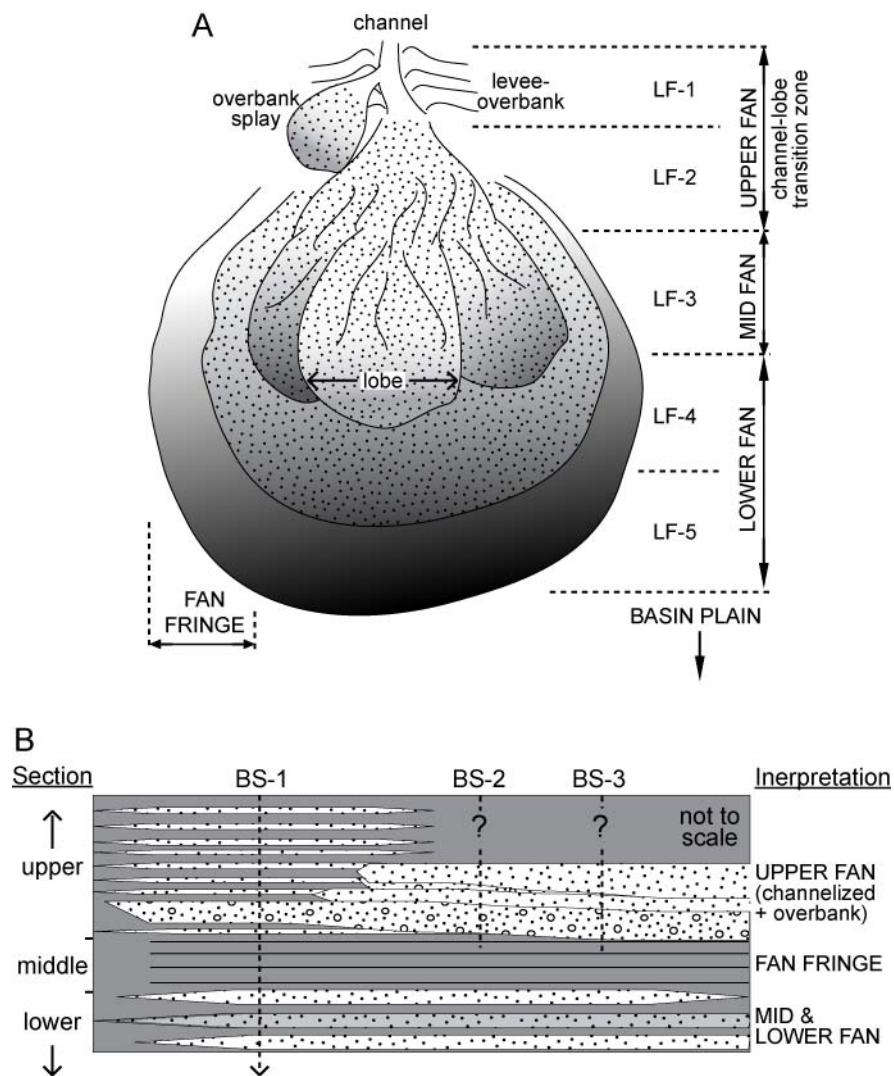 A
channel
overbank
splay
levee-
overbank
LF-1
LF-2
LF-3
LF-4
LF-5
UPPER FAN
channel-lobe
transition zone
MID FAN
LOWER FAN
lobe
FAN
FRINGE
BASIN PLAIN
B
Section
BS-1
BS-2
BS-3
Inerpretation
upper
middle
lower
?
?
not to
scale
UPPER FAN
(channelized
+ overbank)
FAN FRINGE
MID &
LOWER FAN